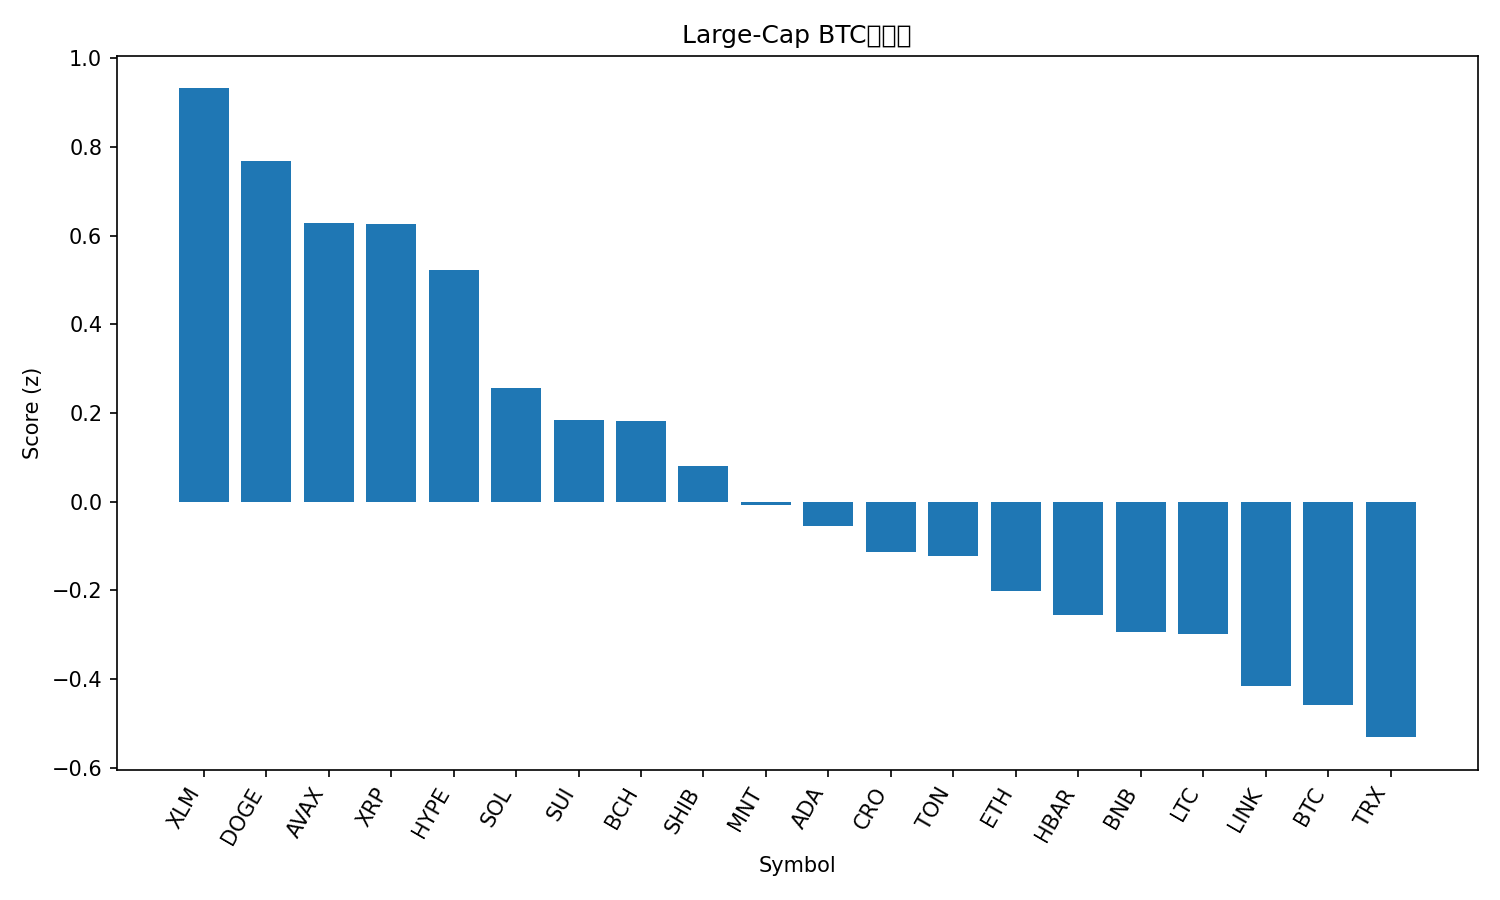 Large-Cap BTC
1.0
0.8
0.6
0.4
0.2
0.0
−0.2
−0.4
−0.6
Score (z)
XLM
DOGE
AVAX
XRP
HYPE
SOL
SUI
BCH
SHIB
MNT
ADA
CRO
TON
ETH
HBAR
BNB
LTC
LINK
BTC
TRX
Symbol